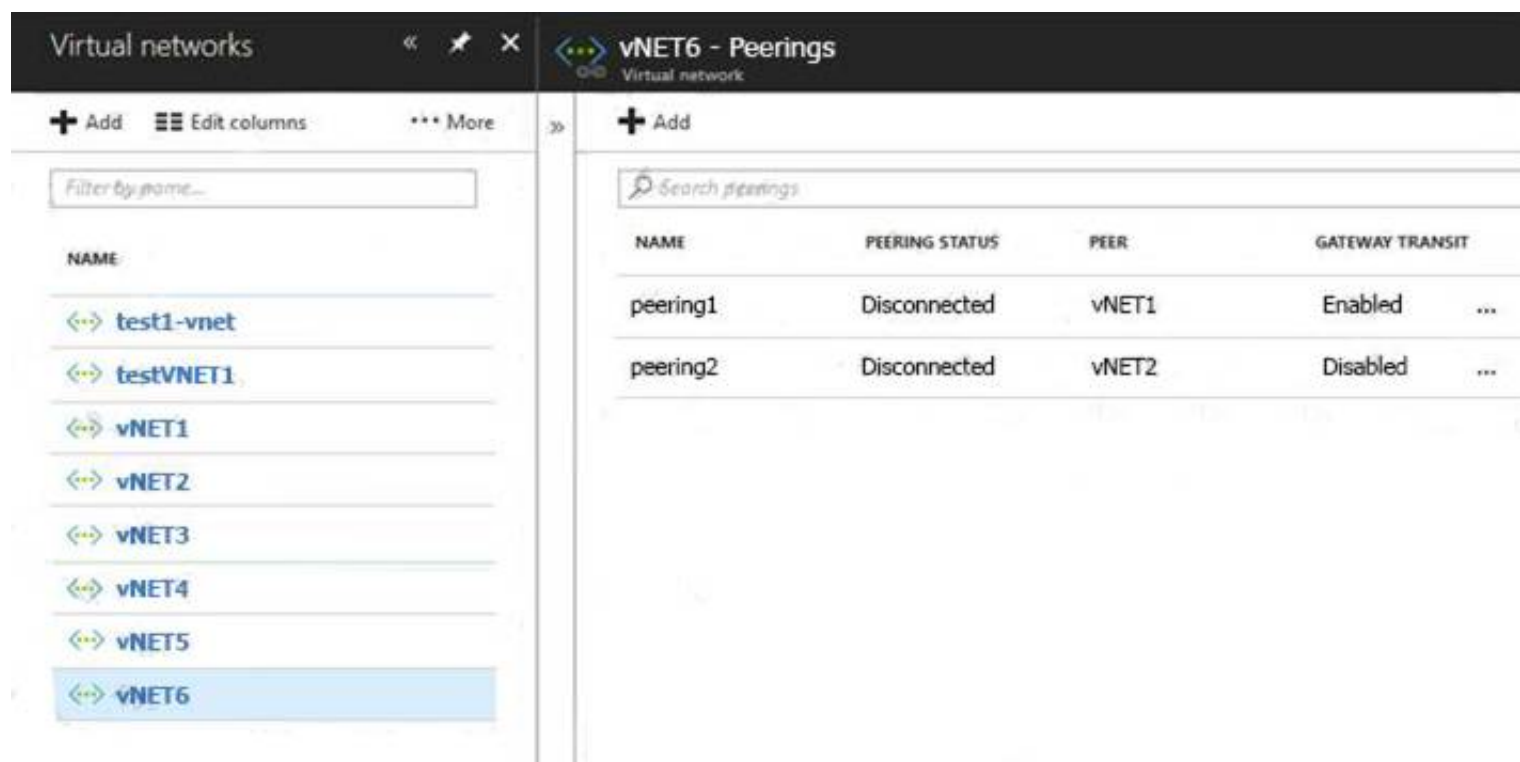 Virtual networks
vNET6 - Peerings
Virtual network
Add Edit columns More
Add
Filter by name...
Search peerings
NAME
NAME PEERING STATUS PEER GATEWAY TRANSIT
peering1 Disconnected vNET1 Enabled ...
peering2 Disconnected vNET2 Disabled ...
test1-vnet
testVNET1
vNET1
vNET2
vNET3
vNET4
vNET5
vNET6